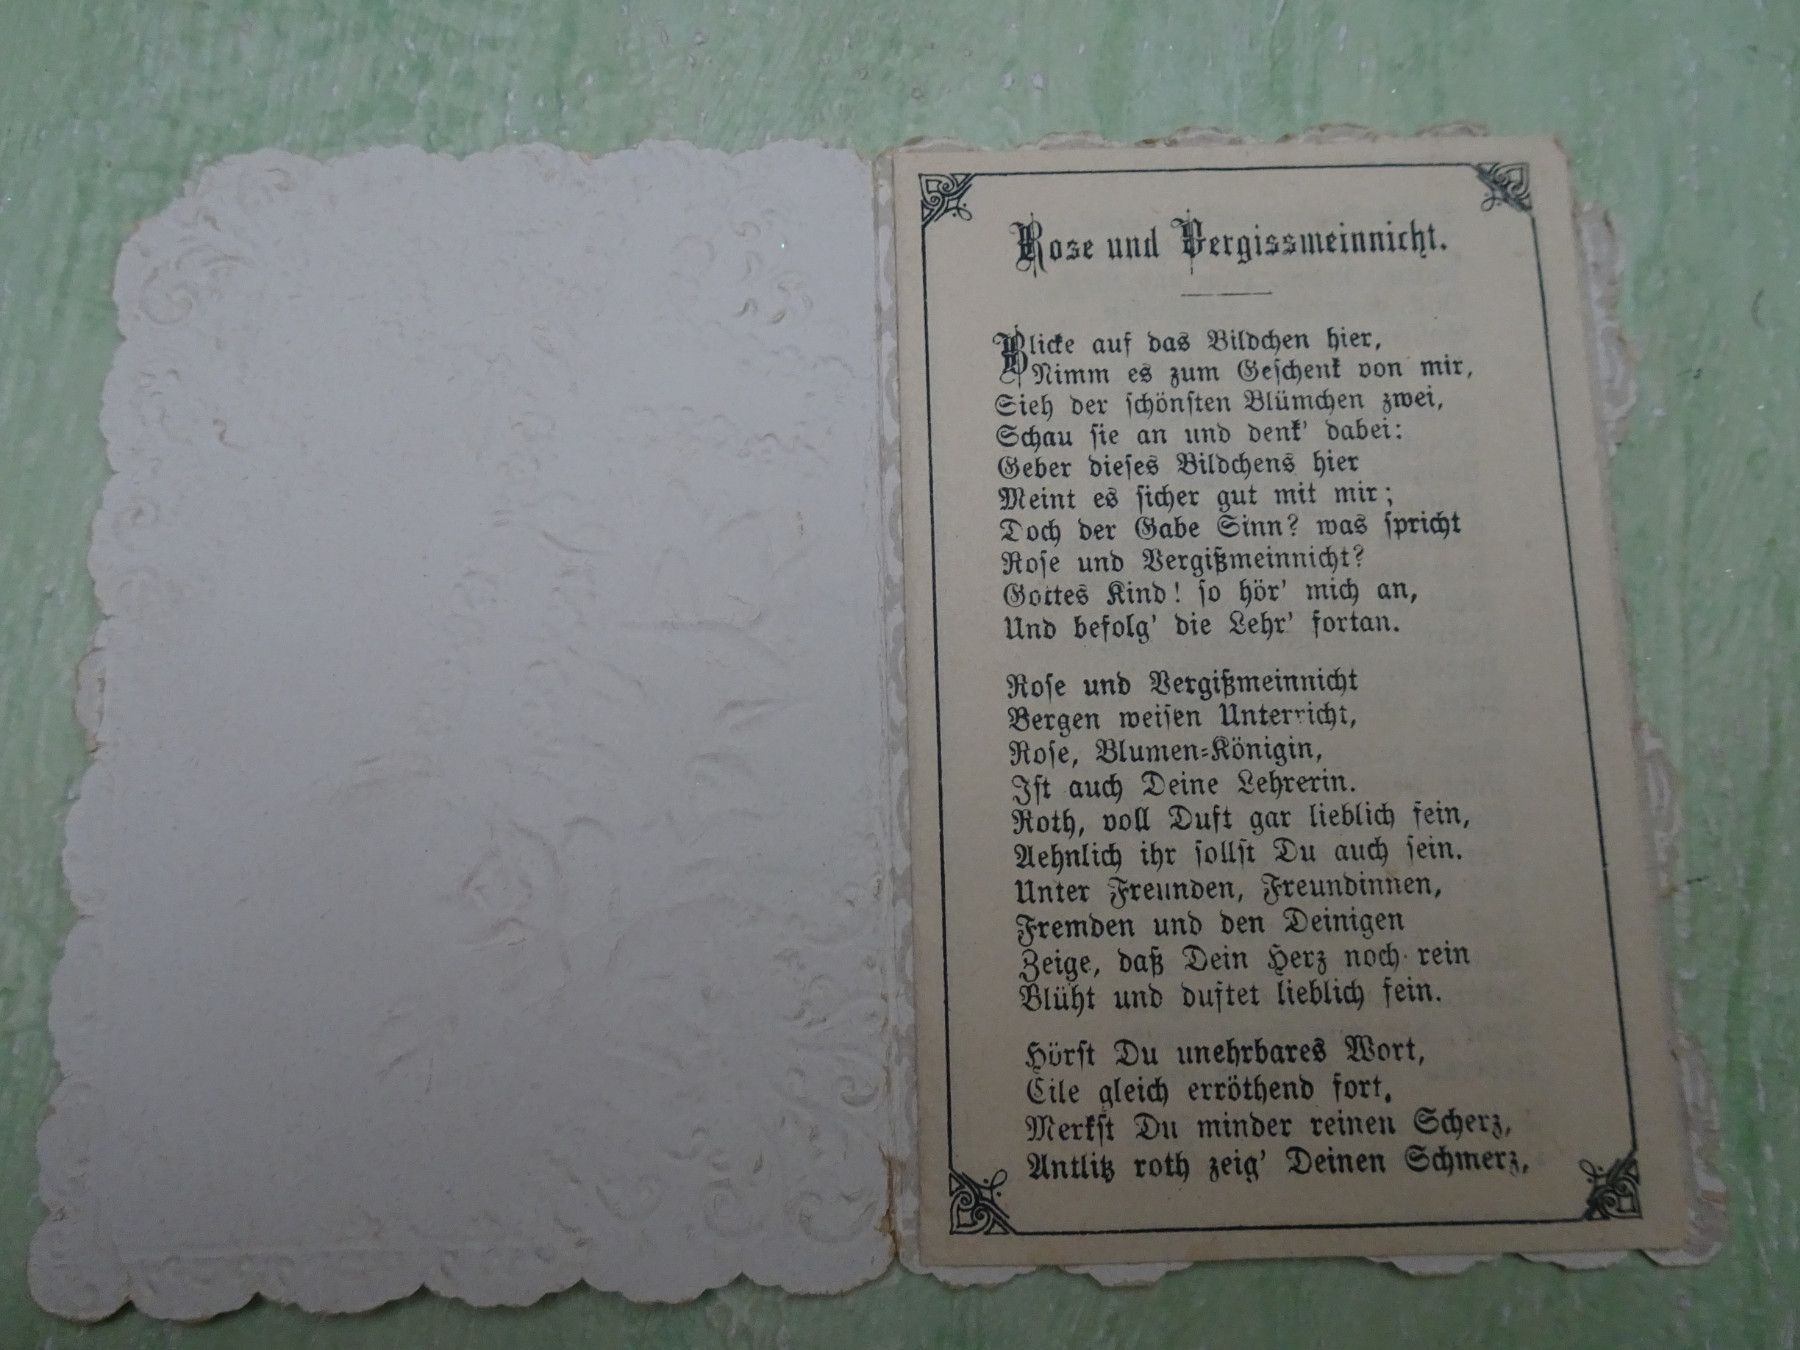 Rose und Vergissmeinnicht.
Blicke auf das Bildchen hier,
Nimm es zum Geschenk von mir,
Sieh der schönsten Blümchen zwei,
Schau sie an und denk' dabei:
Geber dieses Bildchens hier
Meint es sicher gut mit mir;
Doch der Gabe Sinn? was spricht
Rose und Vergißmeinnicht?
Gottes Kind! so hör' mich an,
Und befolg' die Lehr' fortan.
Rose und Vergißmeinnicht
Bergen weisen Unterricht,
Rose, Blumen-Königin,
Ist auch Deine Lehrerin.
Roth, voll Duft gar lieblich fein,
Aehnlich ihr sollst Du auch sein.
Unter Freunden, Freundinnen,
Fremden und den Deinigen
Zeige, daß Dein Herz noch rein
Blüht und duftet lieblich fein.
Hörst Du unehrbares Wort,
Eile gleich erröthend fort.
Merkst Du minder reinen Scherz,
Antlitz roth zeig' Deinen Schmerz,